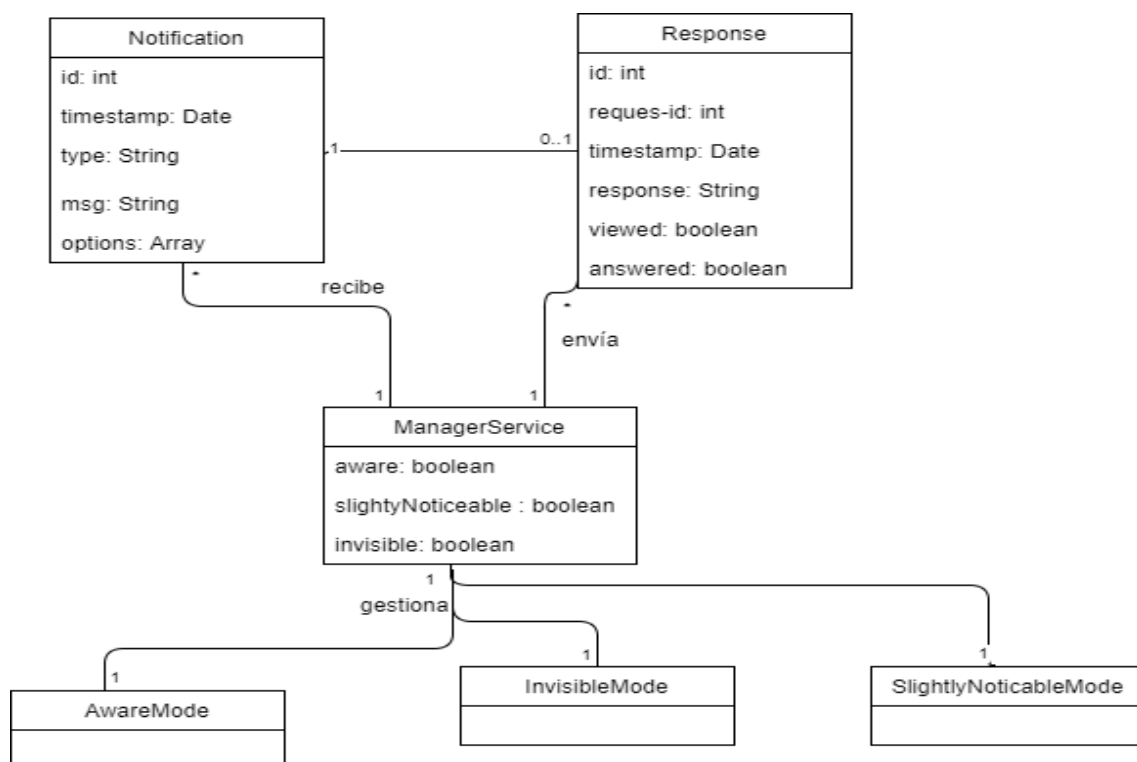 Notification
id: int
timestamp: Date
type: String
msg: String
options: Array
Response
id: int
reques-id: int
timestamp: Date
response: String
viewed: boolean
answered: boolean
1
0..1
*
recibe
1
*
envía
1
ManagerService
aware: boolean
slightyNoticeable : boolean
invisible: boolean
1
gestiona
1
1
1
AwareMode
InvisibleMode
SlightlyNoticableMode